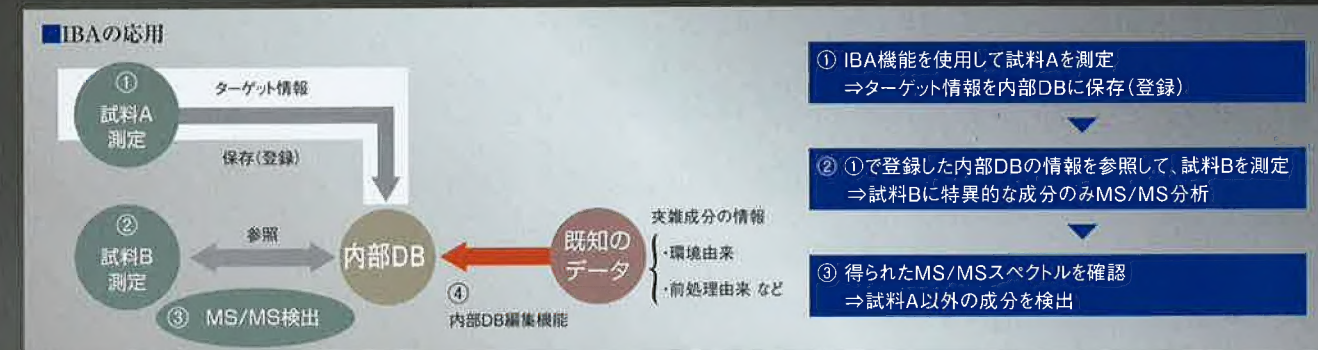 ■IBAの応用
①
試料A
測定
ターゲット情報
保存(登録)
②
試料B
測定
参照
内部DB
③ MS/MS検出
④
内部DB編集機能
既知の
データ
夾雑成分の情報
・環境由来
・前処理由来 など
① IBA機能を使用して試料Aを測定
⇒ターゲット情報を内部DBに保存(登録)
② ①で登録した内部DBの情報を参照して、試料Bを測定
⇒試料Bに特異的な成分のみMS/MS分析
③ 得られたMS/MSスペクトルを確認
⇒試料A以外の成分を検出